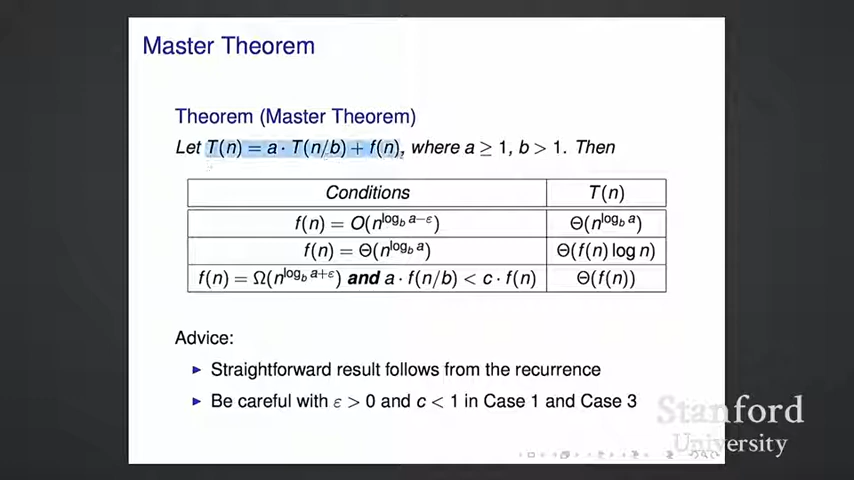 Master Theorem
Theorem (Master Theorem)
Let T(n) = a · T(n/b) + f(n), where a ≥ 1, b > 1. Then
Conditions T(n)
f(n) = O(n^{log_b a−ε}) Θ(n^{log_b a})
f(n) = Θ(n^{log_b a}) Θ(f(n) log n)
f(n) = Ω(n^{log_b a+ε}) and a · f(n/b) < c · f(n) Θ(f(n))
Advice:
► Straightforward result follows from the recurrence
► Be careful with ε > 0 and c < 1 in Case 1 and Case 3
Stanford
University